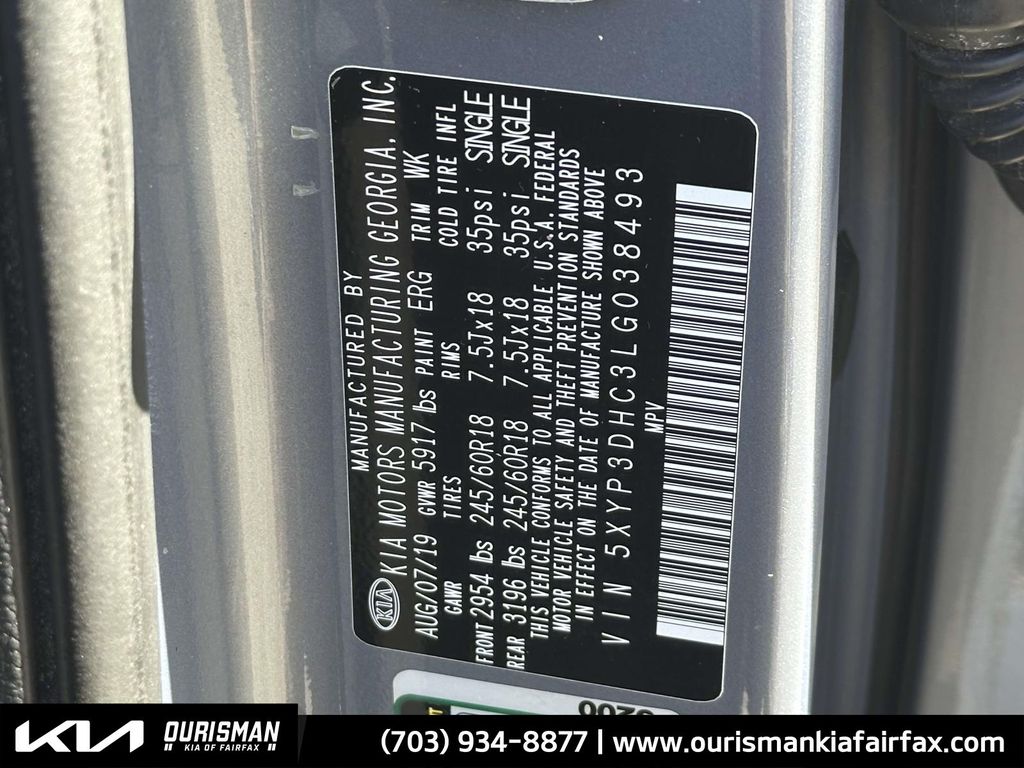 MANUFACTURED BY
KIA KIA MOTORS MANUFACTURING GEORGIA, INC.
AUG/07/19 GVWR 5917 lbs PAINT ERG TRIM WK
GAWR TIRES RIMS COLD TIRE INFL
FRONT 2954 lbs 245/60R18 7.5Jx18 35psi SINGLE
REAR 3196 lbs 245/60R18 7.5Jx18 35psi SINGLE
THIS VEHICLE CONFORMS TO ALL APPLICABLE U.S.A. FEDERAL
MOTOR VEHICLE SAFETY AND THEFT PREVENTION STANDARDS
IN EFFECT ON THE DATE OF MANUFACTURE SHOWN ABOVE
VIN 5XYP3DHC3LG038493
MPV
KIA OURISMAN
KIA OF FAIRFAX
(703) 934-8877 | www.ourismankiafairfax.com